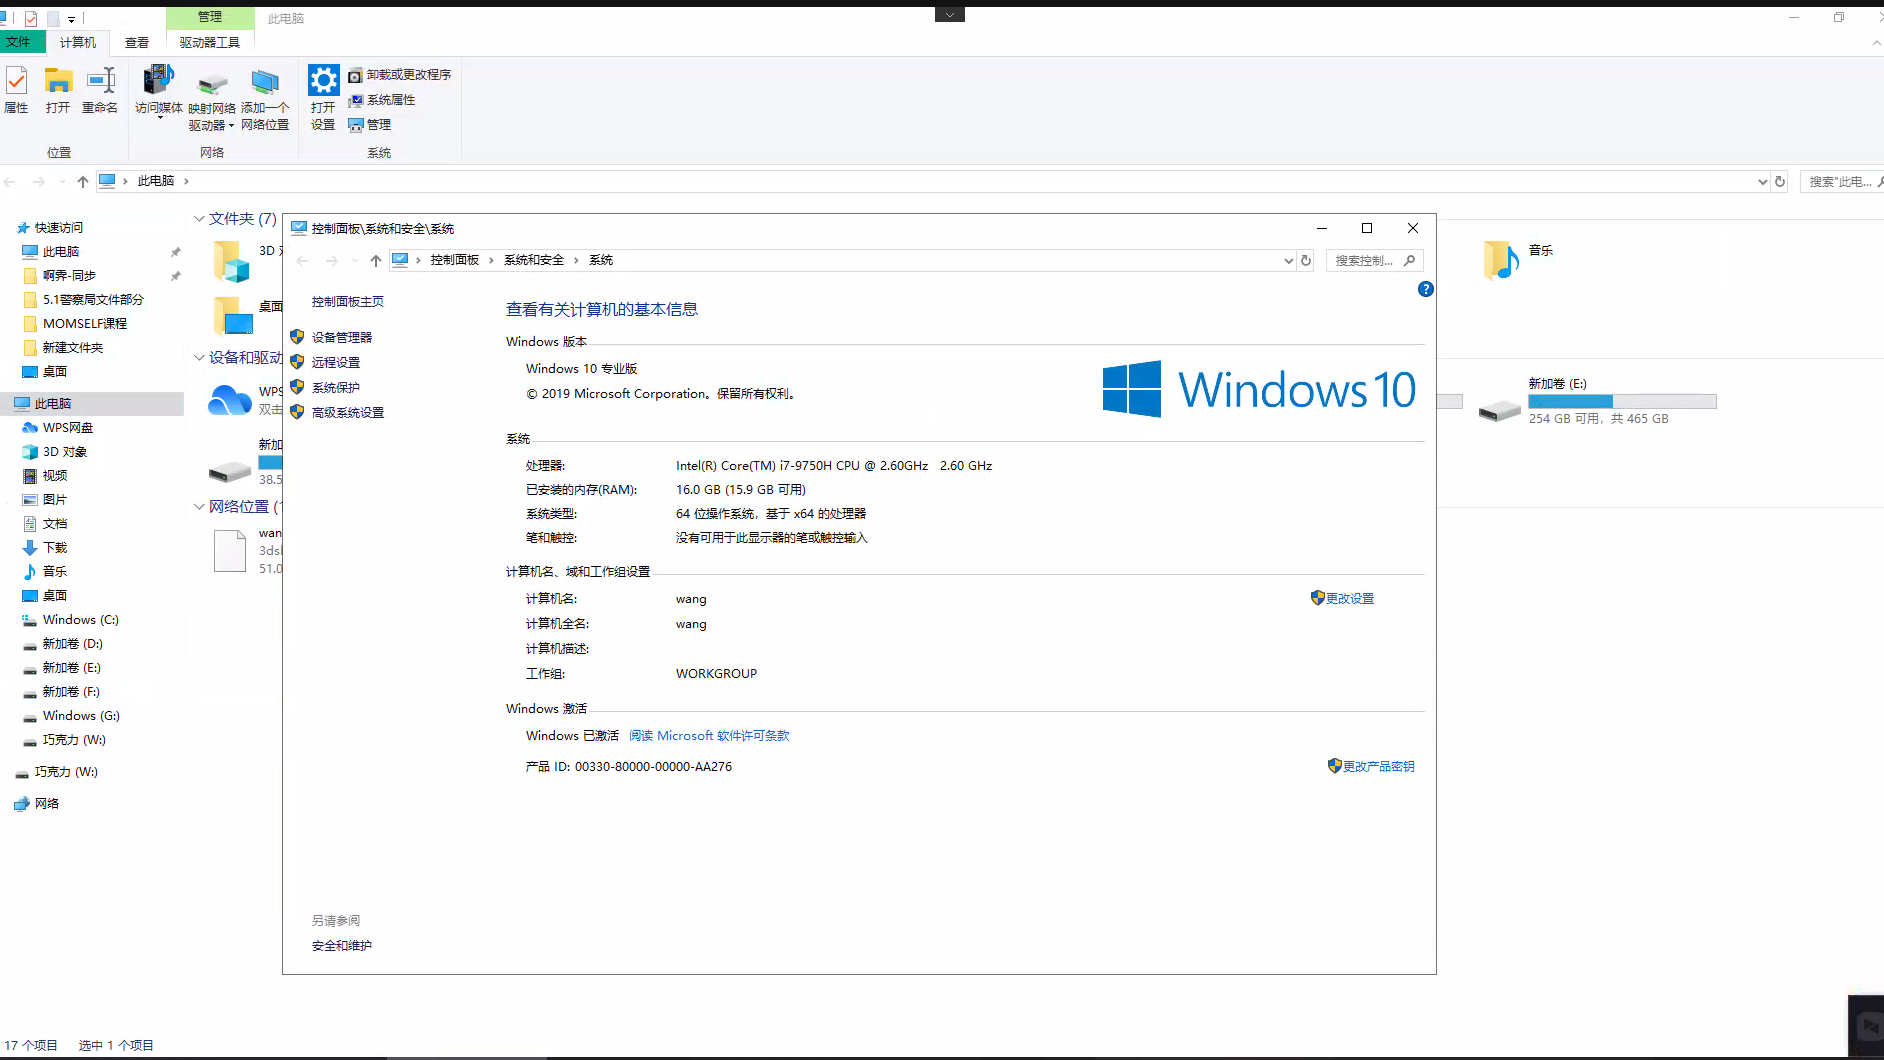 管理
此电脑
文件
计算机
查看
驱动器工具
属性
打开
重命名
访问媒体
映射网络
驱动器
添加一个
网络位置
打开
设置
卸载或更改程序
系统属性
管理
位置
网络
系统
此电脑
搜索"此电...
快速访问
此电脑
5.1警察局文件部分
MOMSELF课程
新建文件夹
桌面
此电脑
WPS网盘
3D 对象
视频
图片
文档
下载
音乐
桌面
Windows (C:)
新加卷 (D:)
新加卷 (E:)
新加卷 (F:)
Windows (G:)
巧克力 (W:)
巧克力 (W:)
网络
文件夹 (7)
3D
桌面
设备和驱动
WPS
双击
新加
38.5
网络位置 (1
wan
3dsl
51.0
控制面板\系统和安全\系统
控制面板
系统和安全
系统
搜索控制...
控制面板主页
设备管理器
远程设置
系统保护
高级系统设置
查看有关计算机的基本信息
Windows 版本
Windows 10 专业版
© 2019 Microsoft Corporation。保留所有权利。
Windows 10
系统
处理器: Intel(R) Core(TM) i7-9750H CPU @ 2.60GHz 2.60 GHz
已安装的内存(RAM): 16.0 GB (15.9 GB 可用)
系统类型: 64 位操作系统，基于 x64 的处理器
笔和触控: 没有可用于此显示器的笔或触控输入
计算机名、域和工作组设置
计算机名: wang
更改设置
计算机全名: wang
计算机描述:
工作组: WORKGROUP
Windows 激活
Windows 已激活 阅读 Microsoft 软件许可条款
产品 ID: 00330-80000-00000-AA276
更改产品密钥
另请参阅
安全和维护
音乐
新加卷 (E:)
254 GB 可用，共 465 GB
17 个项目
选中 1 个项目